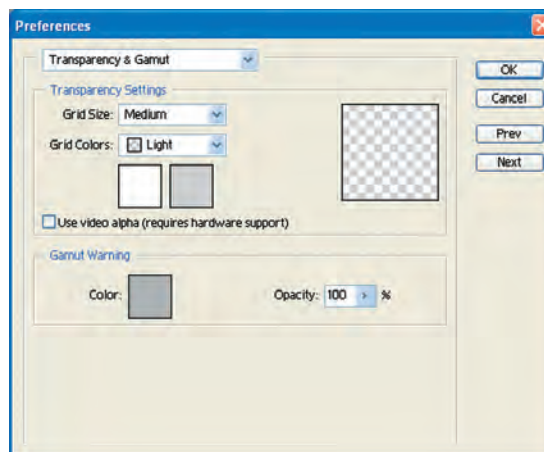 Preferences
Transparency & Gamut
OK
Cancel
Prev
Next
Transparency Settings
Grid Size: Medium
Grid Colors: Light
Use video alpha (requires hardware support)
Gamut Warning
Color:
Opacity: 100 %